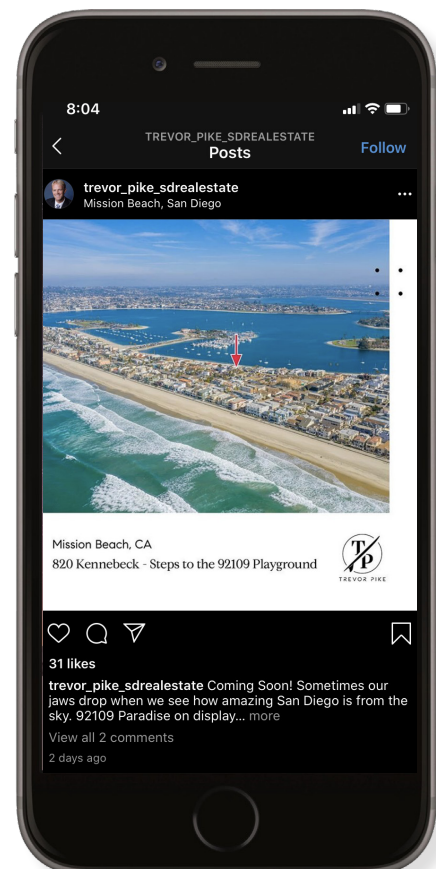 8:04
TREVOR_PIKE_SDREALESTATE
Posts
Follow
trevor_pike_sdrealestate
Mission Beach, San Diego
Mission Beach, CA
820 Kennebeck - Steps to the 92109 Playground
TP
TREVOR PIKE
31 likes
trevor_pike_sdrealestate Coming Soon! Sometimes our
jaws drop when we see how amazing San Diego is from the
sky. 92109 Paradise on display... more
View all 2 comments
2 days ago